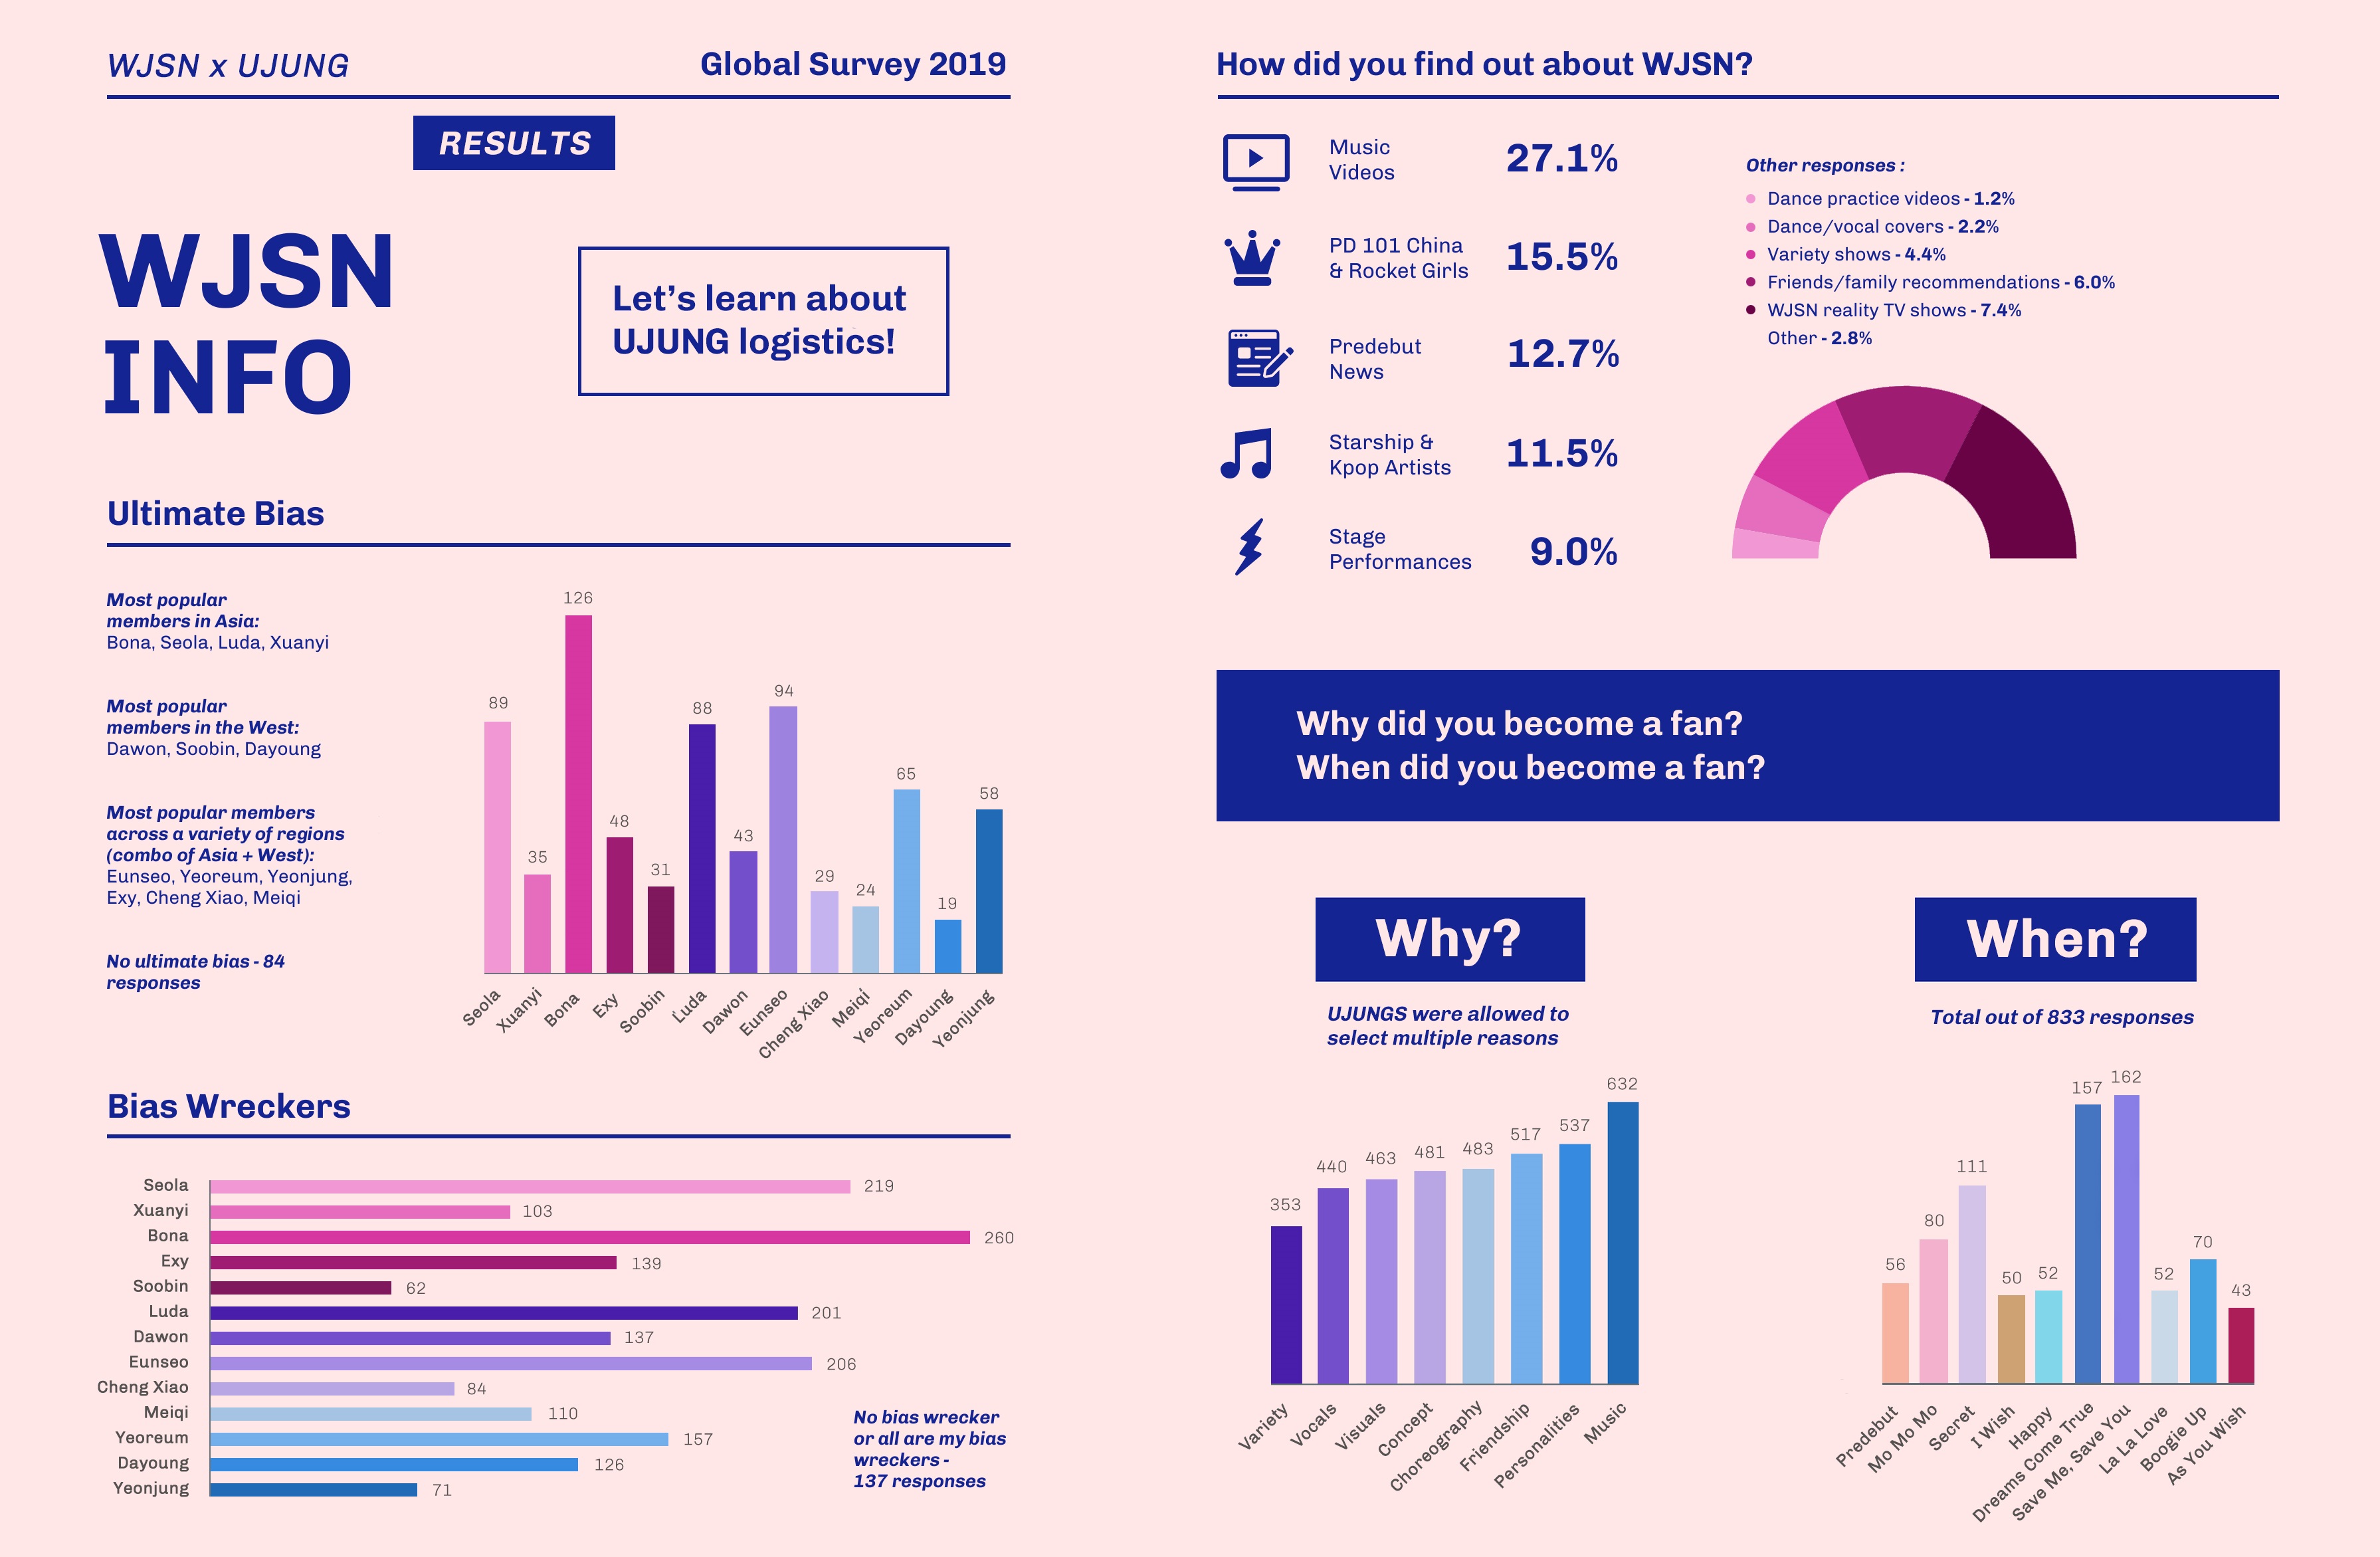 WJSN x UJUNG
Global Survey 2019
RESULTS
WJSN
INFO
Let’s learn about
UJUNG logistics!
Ultimate Bias
Most popular
members in Asia:
Bona, Seola, Luda, Xuanyi
Most popular
members in the West:
Dawon, Soobin, Dayoung
Most popular members
across a variety of regions
(combo of Asia + West):
Eunseo, Yeoreum, Yeonjung,
Exy, Cheng Xiao, Meiqi
No ultimate bias - 84
responses
89
35
126
48
31
88
43
94
29
24
65
19
58
Seola
Xuanyi
Bona
Exy
Soobin
Luda
Dawon
Eunseo
Cheng Xiao
Meiqi
Yeoreum
Dayoung
Yeonjung
Bias Wreckers
Seola 219
Xuanyi 103
Bona 260
Exy 139
Soobin 62
Luda 201
Dawon 137
Eunseo 206
Cheng Xiao 84
Meiqi 110
Yeoreum 157
Dayoung 126
Yeonjung 71
No bias wrecker
or all are my bias
wreckers -
137 responses
How did you find out about WJSN?
Music
Videos
27.1%
PD 101 China
& Rocket Girls
15.5%
Predebut
News
12.7%
Starship &
Kpop Artists
11.5%
Stage
Performances
9.0%
Other responses :
Dance practice videos - 1.2%
Dance/vocal covers - 2.2%
Variety shows - 4.4%
Friends/family recommendations - 6.0%
WJSN reality TV shows - 7.4%
Other - 2.8%
Why did you become a fan?
When did you become a fan?
Why?
UJUNGS were allowed to
select multiple reasons
353
440
463
481
483
517
537
632
Variety
Vocals
Visuals
Concept
Choreography
Friendship
Personalities
Music
When?
Total out of 833 responses
56
80
111
50
52
157
162
52
70
43
Predebut
Mo Mo Mo
Secret
I Wish
Happy
Dreams Come True
Save Me, Save You
La La Love
Boogie Up
As You Wish